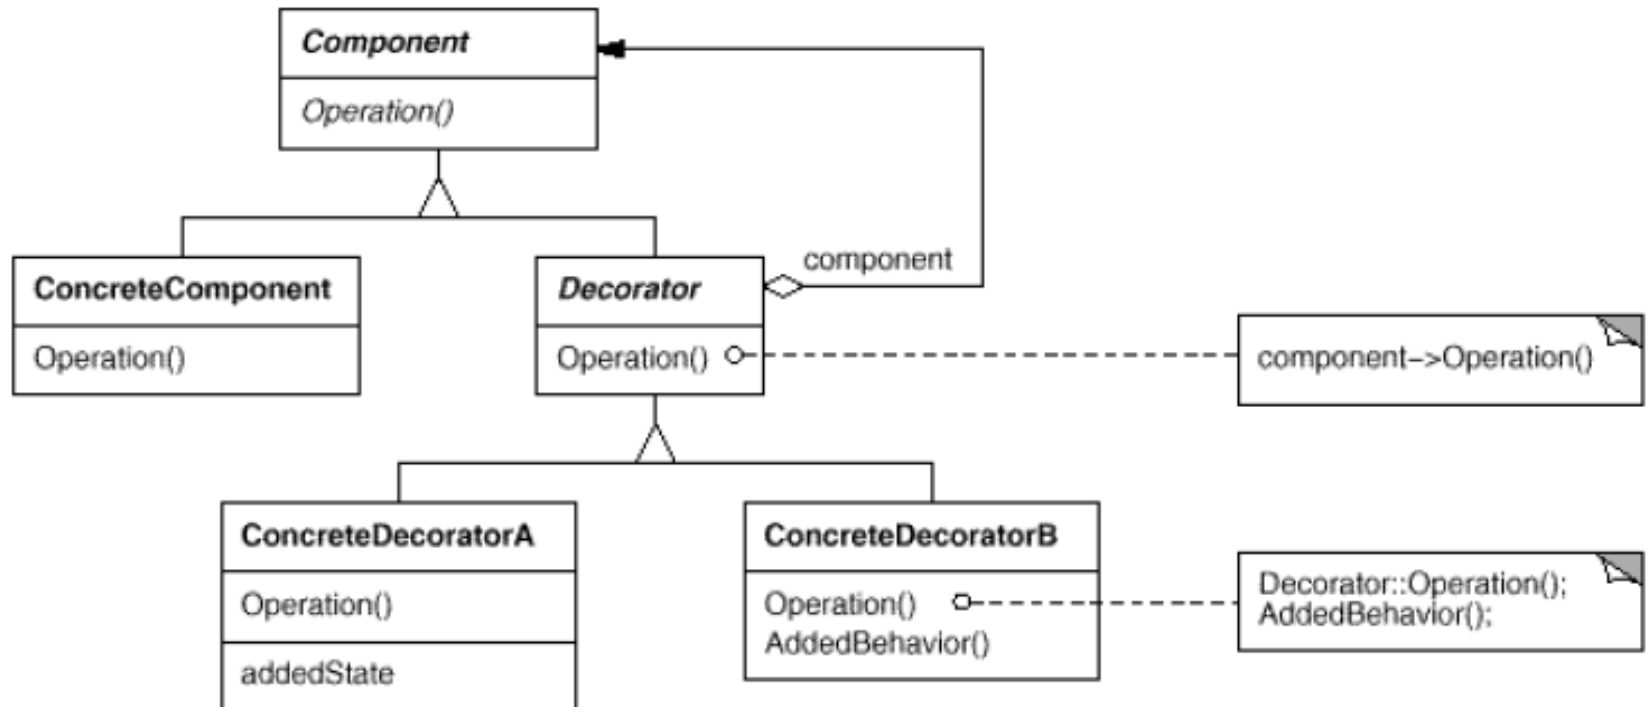 Component
Operation()
component
ConcreteComponent
Operation()
Decorator
Operation()
component->Operation()
ConcreteDecoratorA
Operation()
addedState
ConcreteDecoratorB
Operation()
AddedBehavior()
Decorator::Operation();
AddedBehavior();